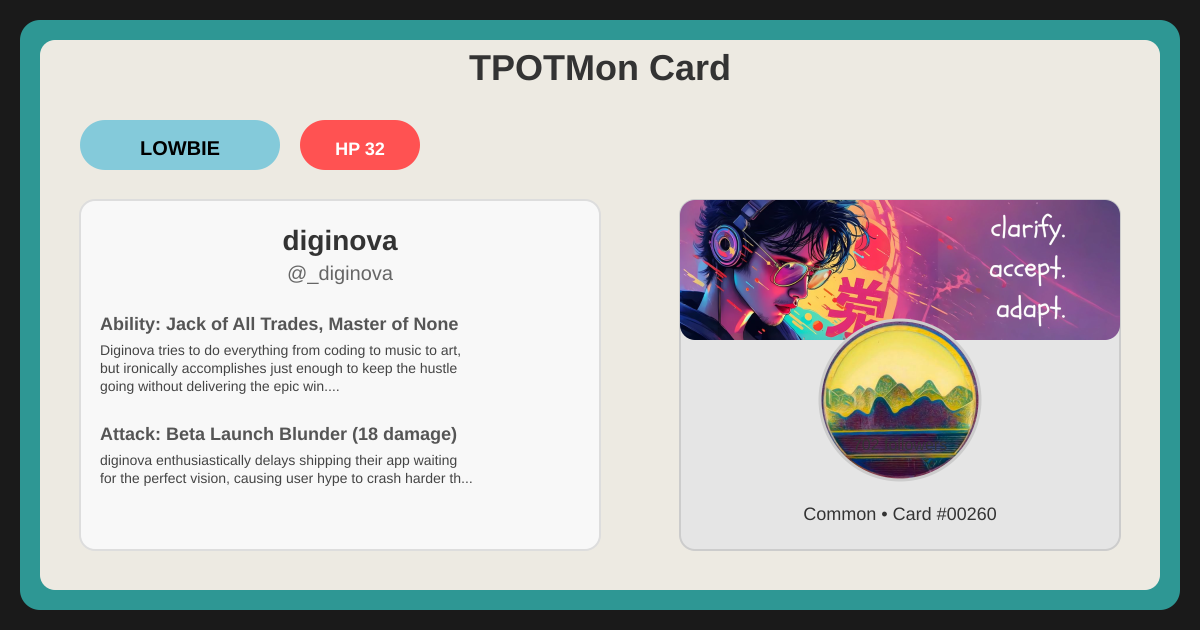 TPOTMon Card
LOWBIE
HP 32
diginova
@_diginova
Ability: Jack of All Trades, Master of None
Diginova tries to do everything from coding to music to art,
but ironically accomplishes just enough to keep the hustle
going without delivering the epic win....
Attack: Beta Launch Blunder (18 damage)
diginova enthusiastically delays shipping their app waiting
for the perfect vision, causing user hype to crash harder th...
clarify.
accept.
adapt.
Common • Card #00260